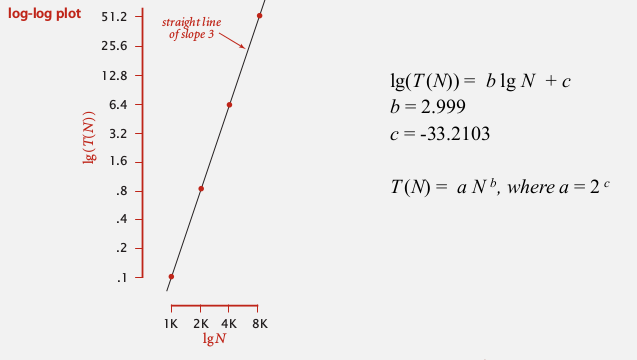 log-log plot
51.2
25.6
12.8
6.4
3.2
1.6
.8
.4
.2
.1
lg(T(N))
straight line
of slope 3
1K 2K 4K 8K
lgN
lg(T(N)) = b lg N + c
b = 2.999
c = -33.2103
T(N) = a N ᵇ, where a = 2 ᶜ